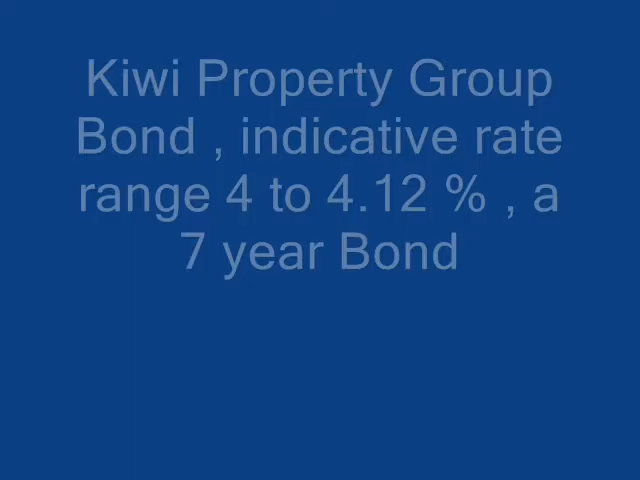 Kiwi Property Group
Bond , indicative rate
range 4 to 4.12 % , a
7 year Bond